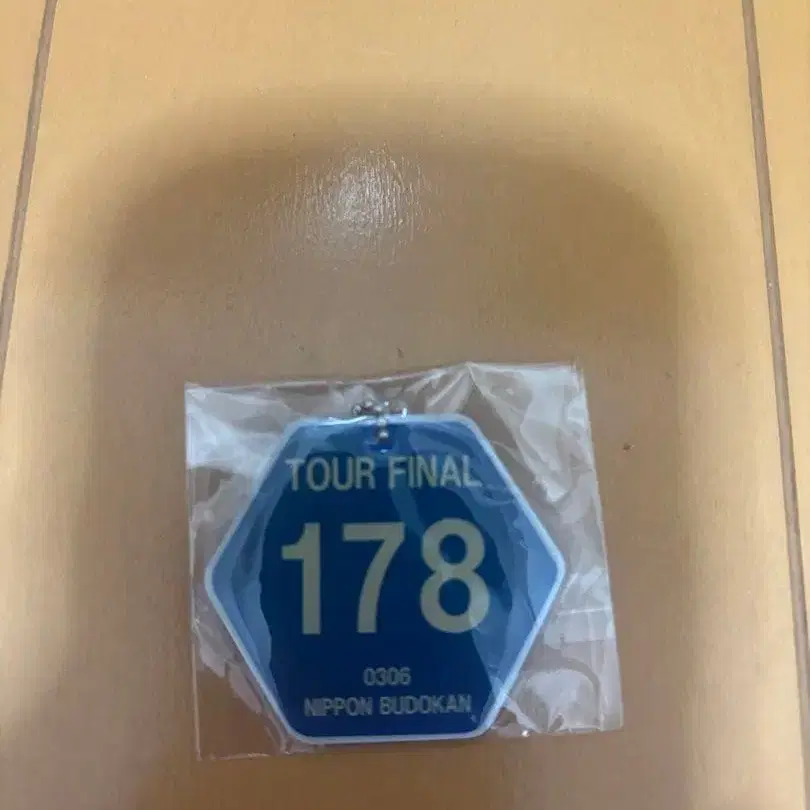 TOUR FINAL
178
0306
NIPPON BUDOKAN